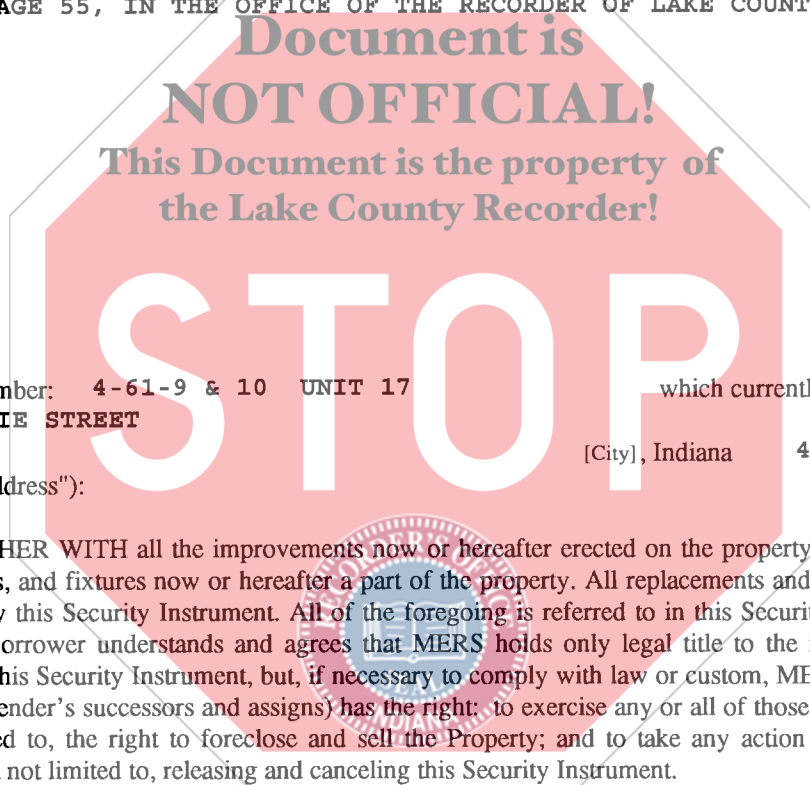 AGE 55, IN THE OFFICE OF THE RECORDER OF LAKE COUNT
Document is
NOT OFFICIAL!
This Document is the property of
the Lake County Recorder!
STOP
mber: 4-61-9 & 10 UNIT 17 which currentl
IE STREET
[City], Indiana 4
ddress"):
HER WITH all the improvements now or hereafter erected on the property
s, and fixtures now or hereafter a part of the property. All replacements and
y this Security Instrument. All of the foregoing is referred to in this Securit
orrower understands and agrees that MERS holds only legal title to the
his Security Instrument, but, if necessary to comply with law or custom, ME
ender's successors and assigns) has the right: to exercise any or all of those
ed to, the right to foreclose and sell the Property; and to take any action
not limited to, releasing and canceling this Security Instrument.
RECORDER'S OFFICE
SEAL
INDIANA